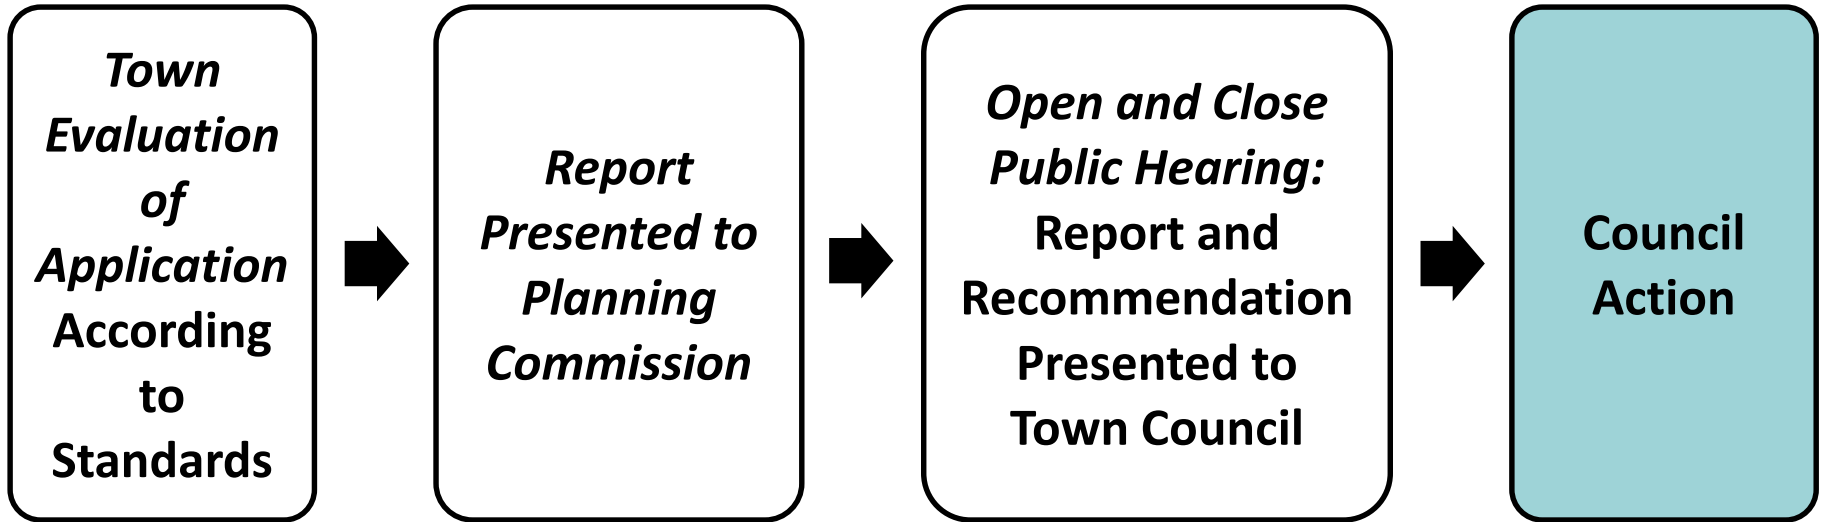 Town
Evaluation
of
Application
According
to
Standards
Report
Presented to
Planning
Commission
Open and Close
Public Hearing:
Report and
Recommendation
Presented to
Town Council
Council
Action